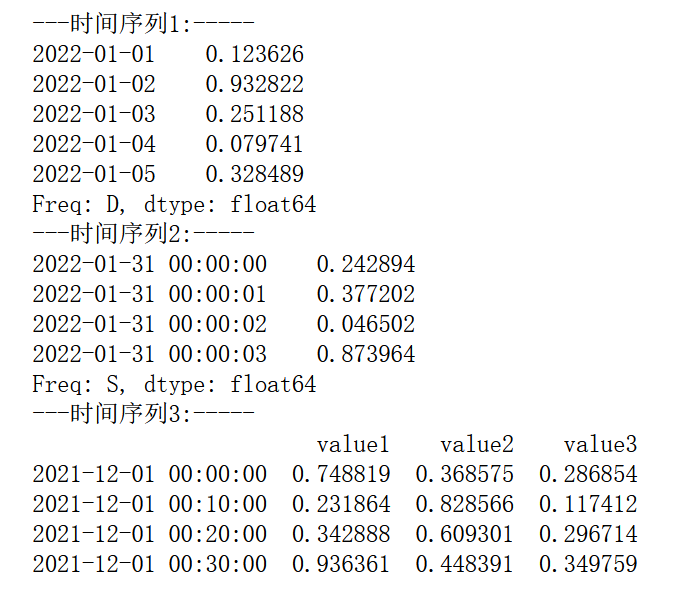 ---时间序列1:-----
2022-01-01    0.123626
2022-01-02    0.932822
2022-01-03    0.251188
2022-01-04    0.079741
2022-01-05    0.328489
Freq: D, dtype: float64
---时间序列2:-----
2022-01-31 00:00:00    0.242894
2022-01-31 00:00:01    0.377202
2022-01-31 00:00:02    0.046502
2022-01-31 00:00:03    0.873964
Freq: S, dtype: float64
---时间序列3:-----
                       value1    value2    value3
2021-12-01 00:00:00  0.748819  0.368575  0.286854
2021-12-01 00:10:00  0.231864  0.828566  0.117412
2021-12-01 00:20:00  0.342888  0.609301  0.296714
2021-12-01 00:30:00  0.936361  0.448391  0.349759